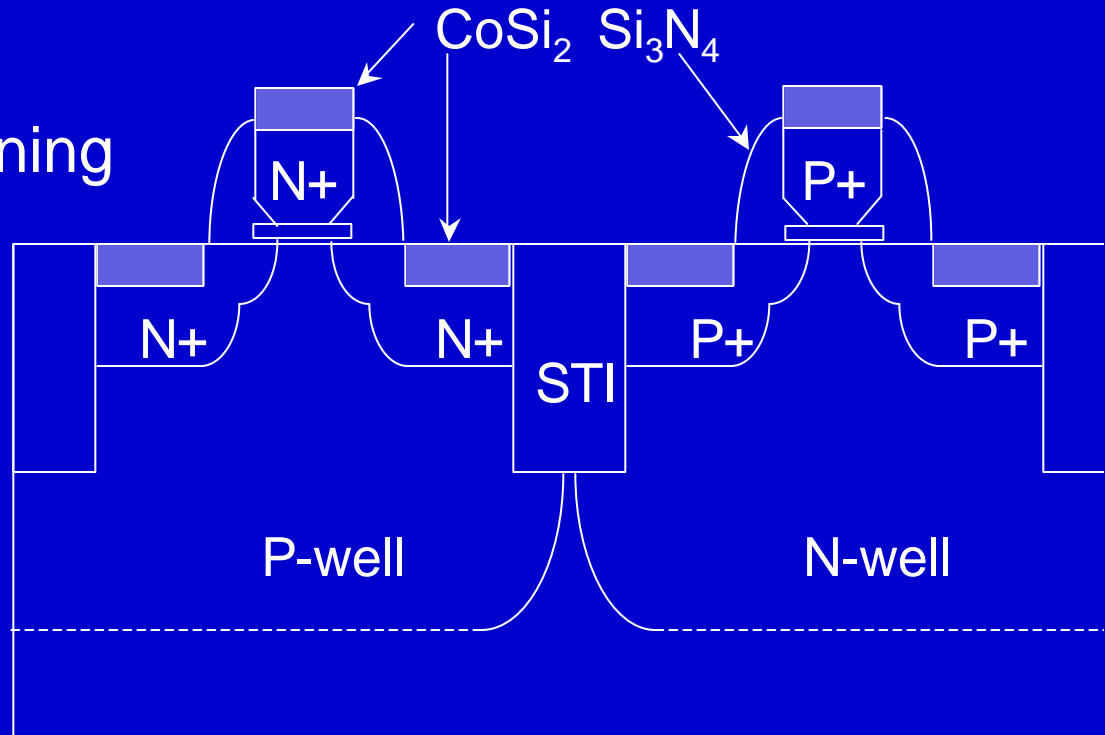 CoSi₂ Si₃N₄
ning
N+ P+
N+ N+ P+ P+
STI
P-well N-well